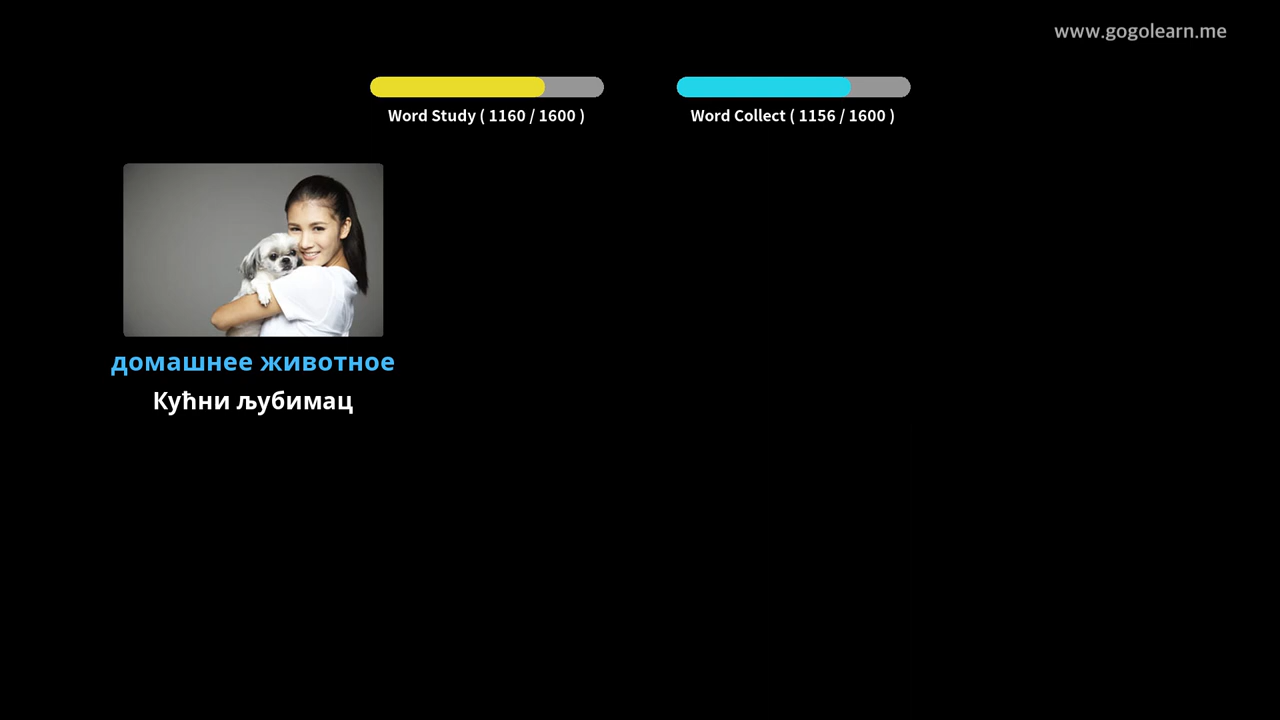 www.gogolearn.me
Word Study ( 1160 / 1600 )
Word Collect ( 1156 / 1600 )
домашнее животное
Кућни љубимац